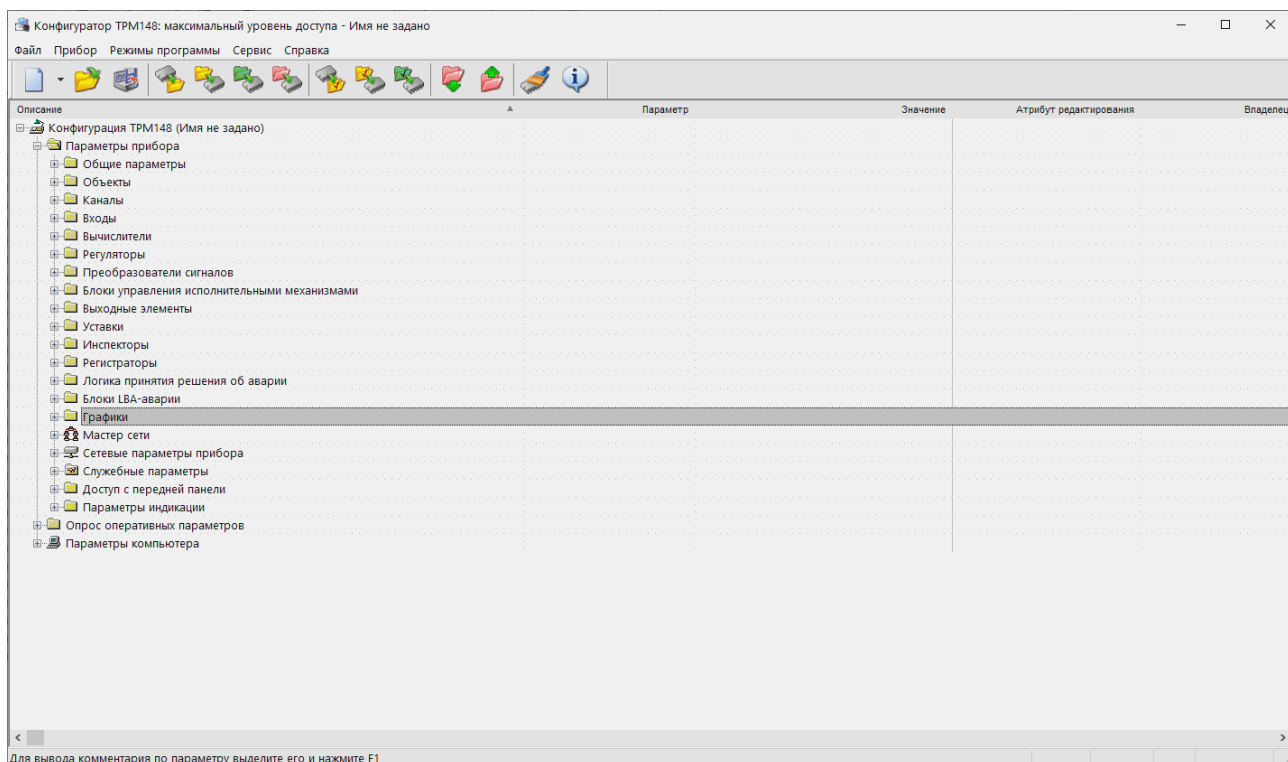 Конфигуратор ТРМ148: максимальный уровень доступа - Имя не задано
Файл Прибор Режимы программы Сервис Справка
Описание Параметр Значение Атрибут редактирования Владелец
Конфигурация ТРМ148 (Имя не задано)
Параметры прибора
Общие параметры
Объекты
Каналы
Входы
Вычислители
Регуляторы
Преобразователи сигналов
Блоки управления исполнительными механизмами
Выходные элементы
Уставки
Инспекторы
Регистраторы
Логика принятия решения об аварии
Блоки LBA-аварии
Графики
Мастер сети
Сетевые параметры прибора
Служебные параметры
Доступ с передней панели
Параметры индикации
Опрос оперативных параметров
Параметры компьютера
Для вывода комментария по параметру выделите его и нажмите F1